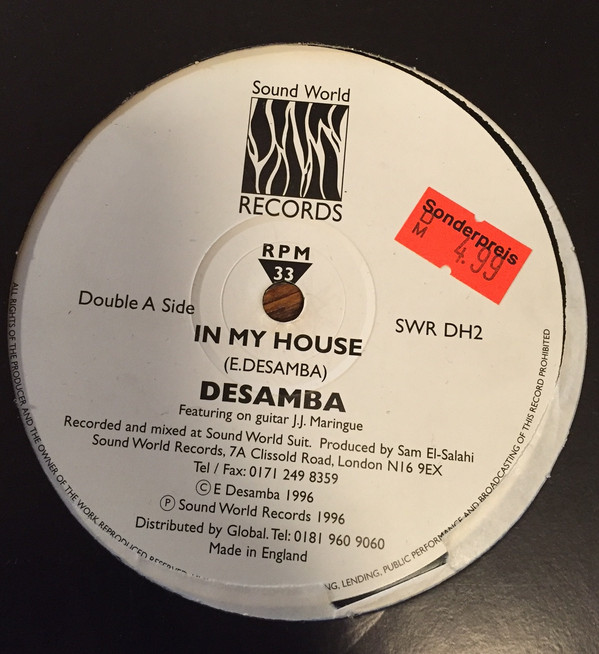 Sound World
RECORDS
Sonderpreis
DM 4.99
RPM
33
Double A Side
SWR DH2
IN MY HOUSE
(E.DESAMBA)
DESAMBA
Featuring on guitar J.J. Maringue
Recorded and mixed at Sound World Suit. Produced by Sam El-Salahi
Sound World Records, 7A Clissold Road, London N16 9EX
Tel / Fax: 0171 249 8359
Ⓒ E Desamba 1996
Ⓟ Sound World Records 1996
Distributed by Global. Tel: 0181 960 9060
Made in England
ALL RIGHTS OF THE PRODUCER AND THE OWNER OF THE WORK REPRODUCED RESERVED
LENDING, PUBLIC PERFORMANCE AND BROADCASTING OF THIS RECORD PROHIBITED